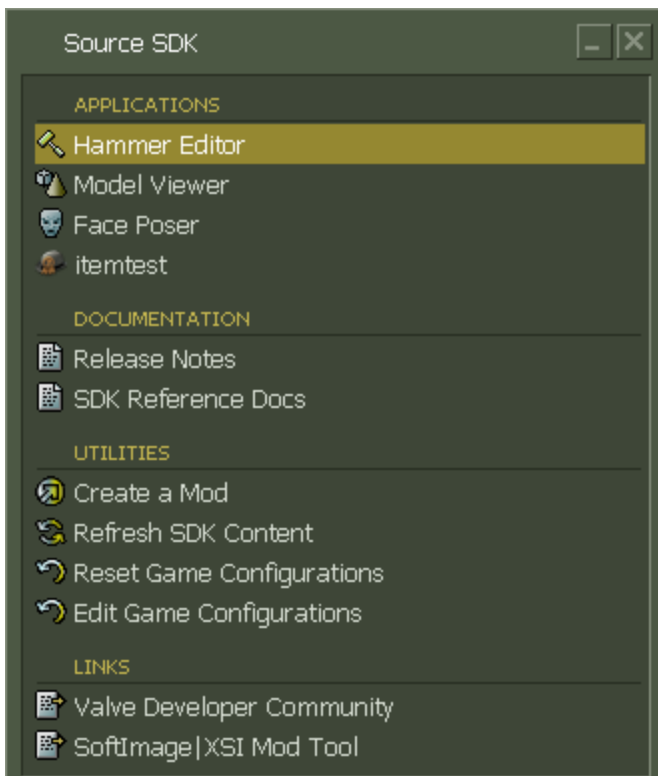 Source SDK
APPLICATIONS
Hammer Editor
Model Viewer
Face Poser
itemtest
DOCUMENTATION
Release Notes
SDK Reference Docs
UTILITIES
Create a Mod
Refresh SDK Content
Reset Game Configurations
Edit Game Configurations
LINKS
Valve Developer Community
SoftImage|XSI Mod Tool